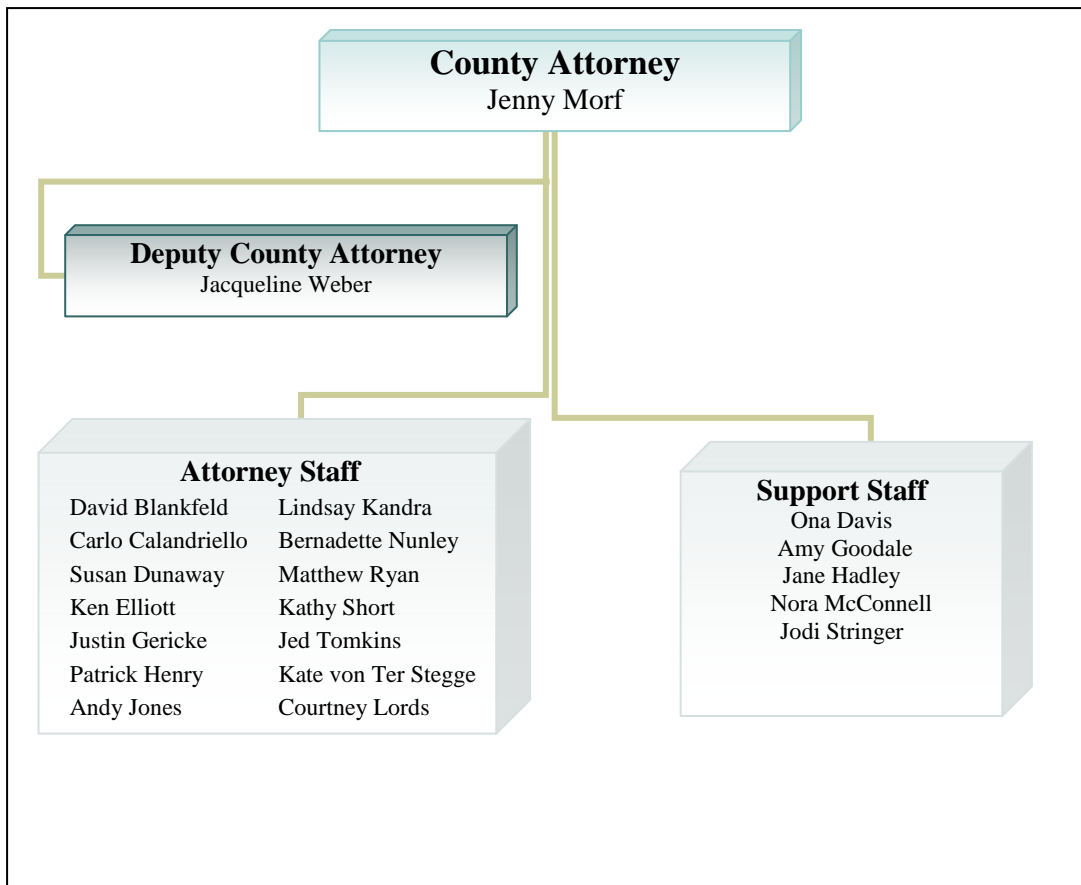 County Attorney
Jenny Morf
Deputy County Attorney
Jacqueline Weber
Attorney Staff
David Blankfeld
Carlo Calandriello
Susan Dunaway
Ken Elliott
Justin Gericke
Patrick Henry
Andy Jones
Lindsay Kandra
Bernadette Nunley
Matthew Ryan
Kathy Short
Jed Tomkins
Kate von Ter Stegge
Courtney Lords
Support Staff
Ona Davis
Amy Goodale
Jane Hadley
Nora McConnell
Jodi Stringer